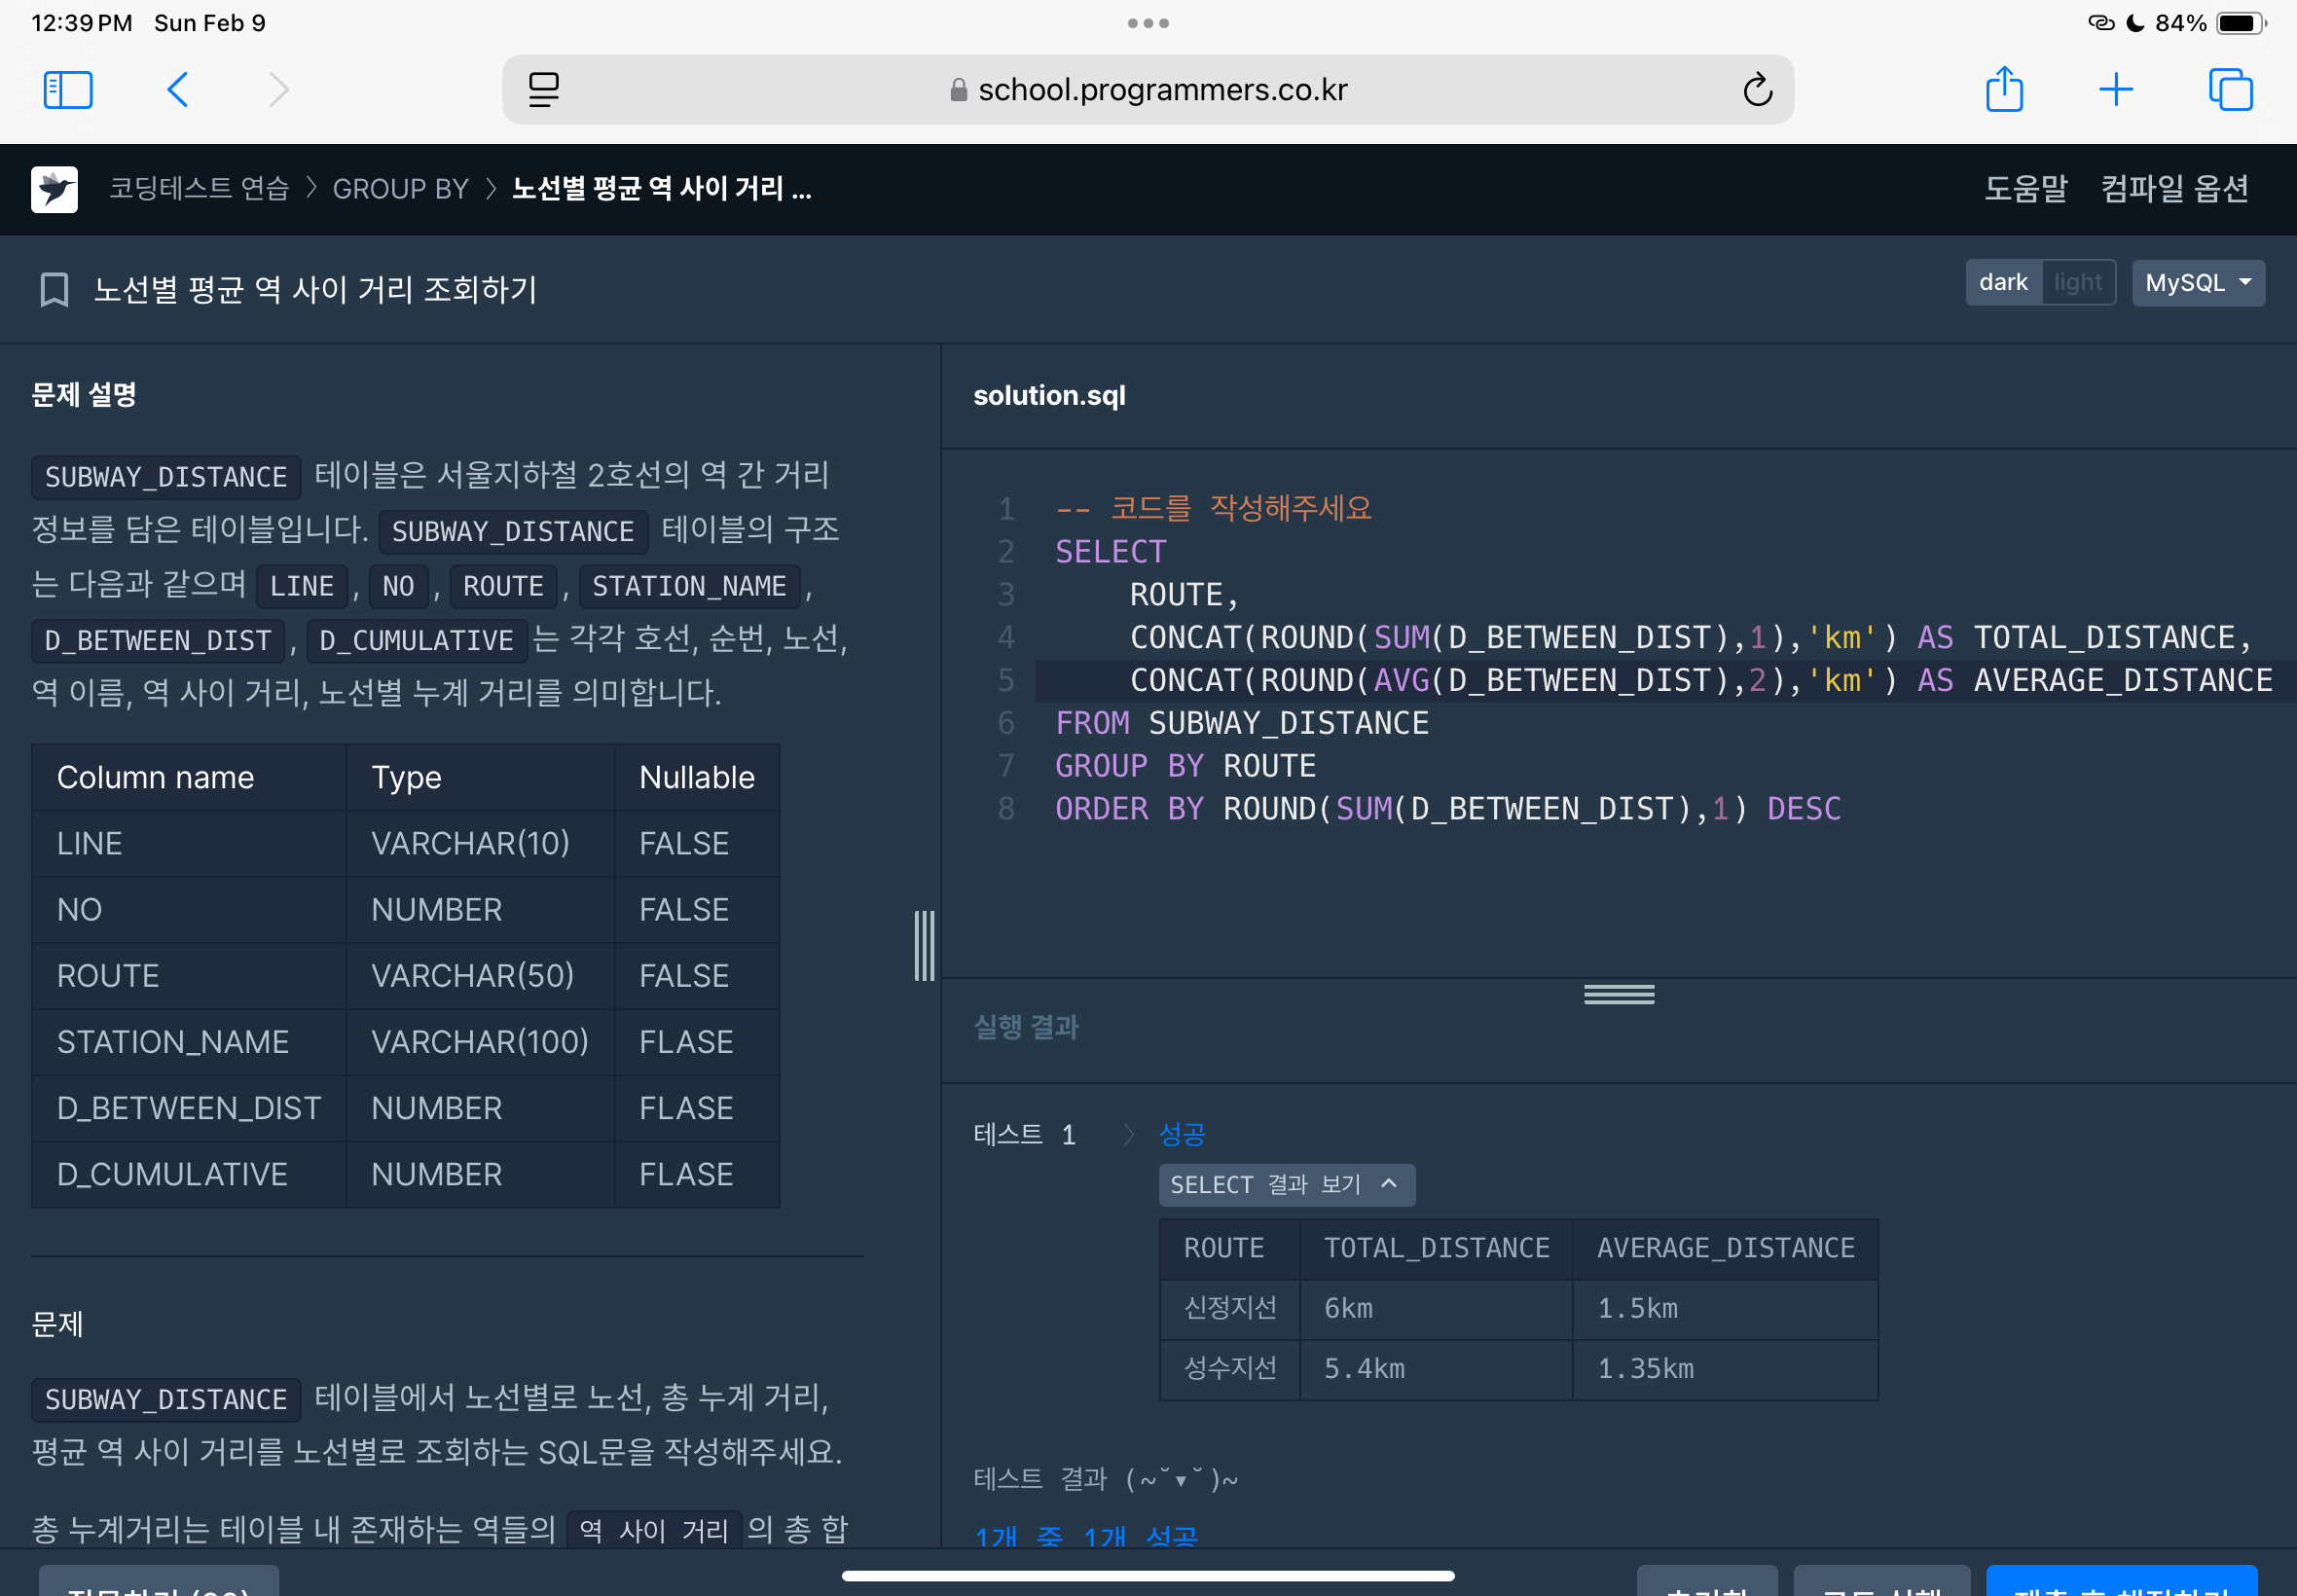 12:39 PM Sun Feb 9
84%
school.programmers.co.kr
코딩테스트 연습 > GROUP BY > 노선별 평균 역 사이 거리 ...
도움말 컴파일 옵션
노선별 평균 역 사이 거리 조회하기
dark light MySQL
문제 설명
SUBWAY_DISTANCE 테이블은 서울지하철 2호선의 역 간 거리
정보를 담은 테이블입니다. SUBWAY_DISTANCE 테이블의 구조
는 다음과 같으며 LINE, NO, ROUTE, STATION_NAME,
D_BETWEEN_DIST, D_CUMULATIVE는 각각 호선, 순번, 노선,
역 이름, 역 사이 거리, 노선별 누계 거리를 의미합니다.
Column name Type Nullable
LINE VARCHAR(10) FALSE
NO NUMBER FALSE
ROUTE VARCHAR(50) FALSE
STATION_NAME VARCHAR(100) FLASE
D_BETWEEN_DIST NUMBER FLASE
D_CUMULATIVE NUMBER FLASE
문제
SUBWAY_DISTANCE 테이블에서 노선별로 노선, 총 누계 거리,
평균 역 사이 거리를 노선별로 조회하는 SQL문을 작성해주세요.
총 누계거리는 테이블 내 존재하는 역들의 역 사이 거리의 총 합
solution.sql
1 -- 코드를 작성해주세요
2 SELECT
3 ROUTE,
4 CONCAT(ROUND(SUM(D_BETWEEN_DIST),1),'km') AS TOTAL_DISTANCE,
5 CONCAT(ROUND(AVG(D_BETWEEN_DIST),2),'km') AS AVERAGE_DISTANCE
6 FROM SUBWAY_DISTANCE
7 GROUP BY ROUTE
8 ORDER BY ROUND(SUM(D_BETWEEN_DIST),1) DESC
실행 결과
테스트 1 > 성공
SELECT 결과 보기
ROUTE TOTAL_DISTANCE AVERAGE_DISTANCE
신정지선 6km 1.5km
성수지선 5.4km 1.35km
테스트 결과 (~˘▾˘)~
1개 중 1개 성공